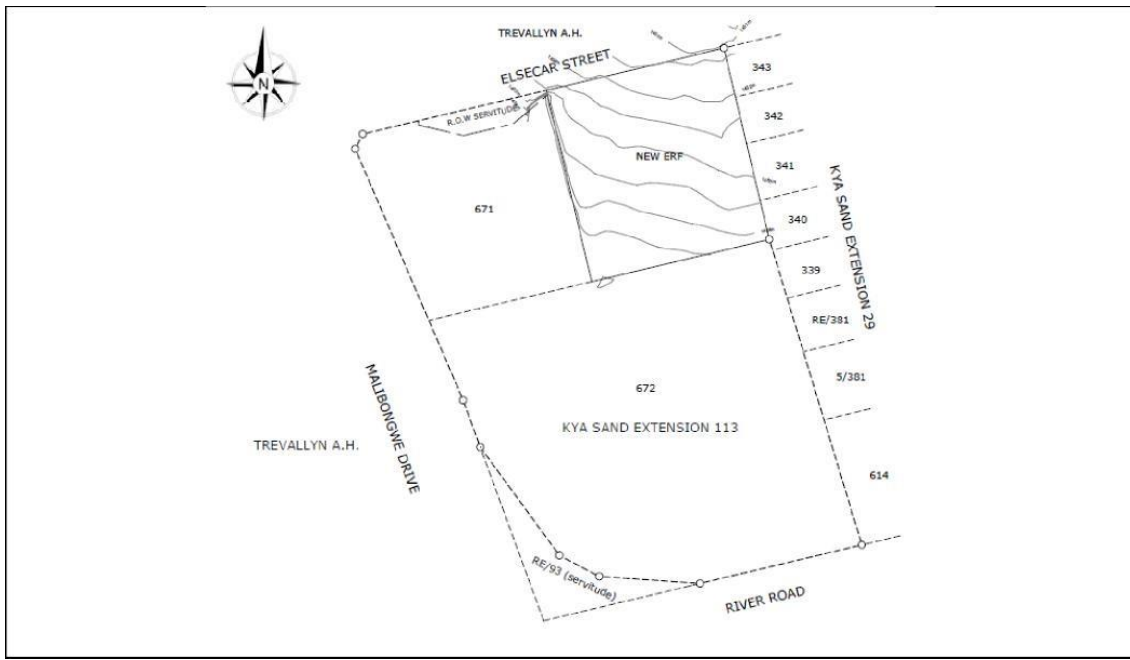 TREVALLYN A.H.
ELSECAR STREET
N
R.O.W SERVITUDE
343
342
NEW ERF
341
671
340
KYA SAND EXTENSION 29
339
RE/381
5/381
672
MALIBONGWE DRIVE
KYA SAND EXTENSION 113
TREVALLYN A.H.
614
RE/93 (servitude)
RIVER ROAD